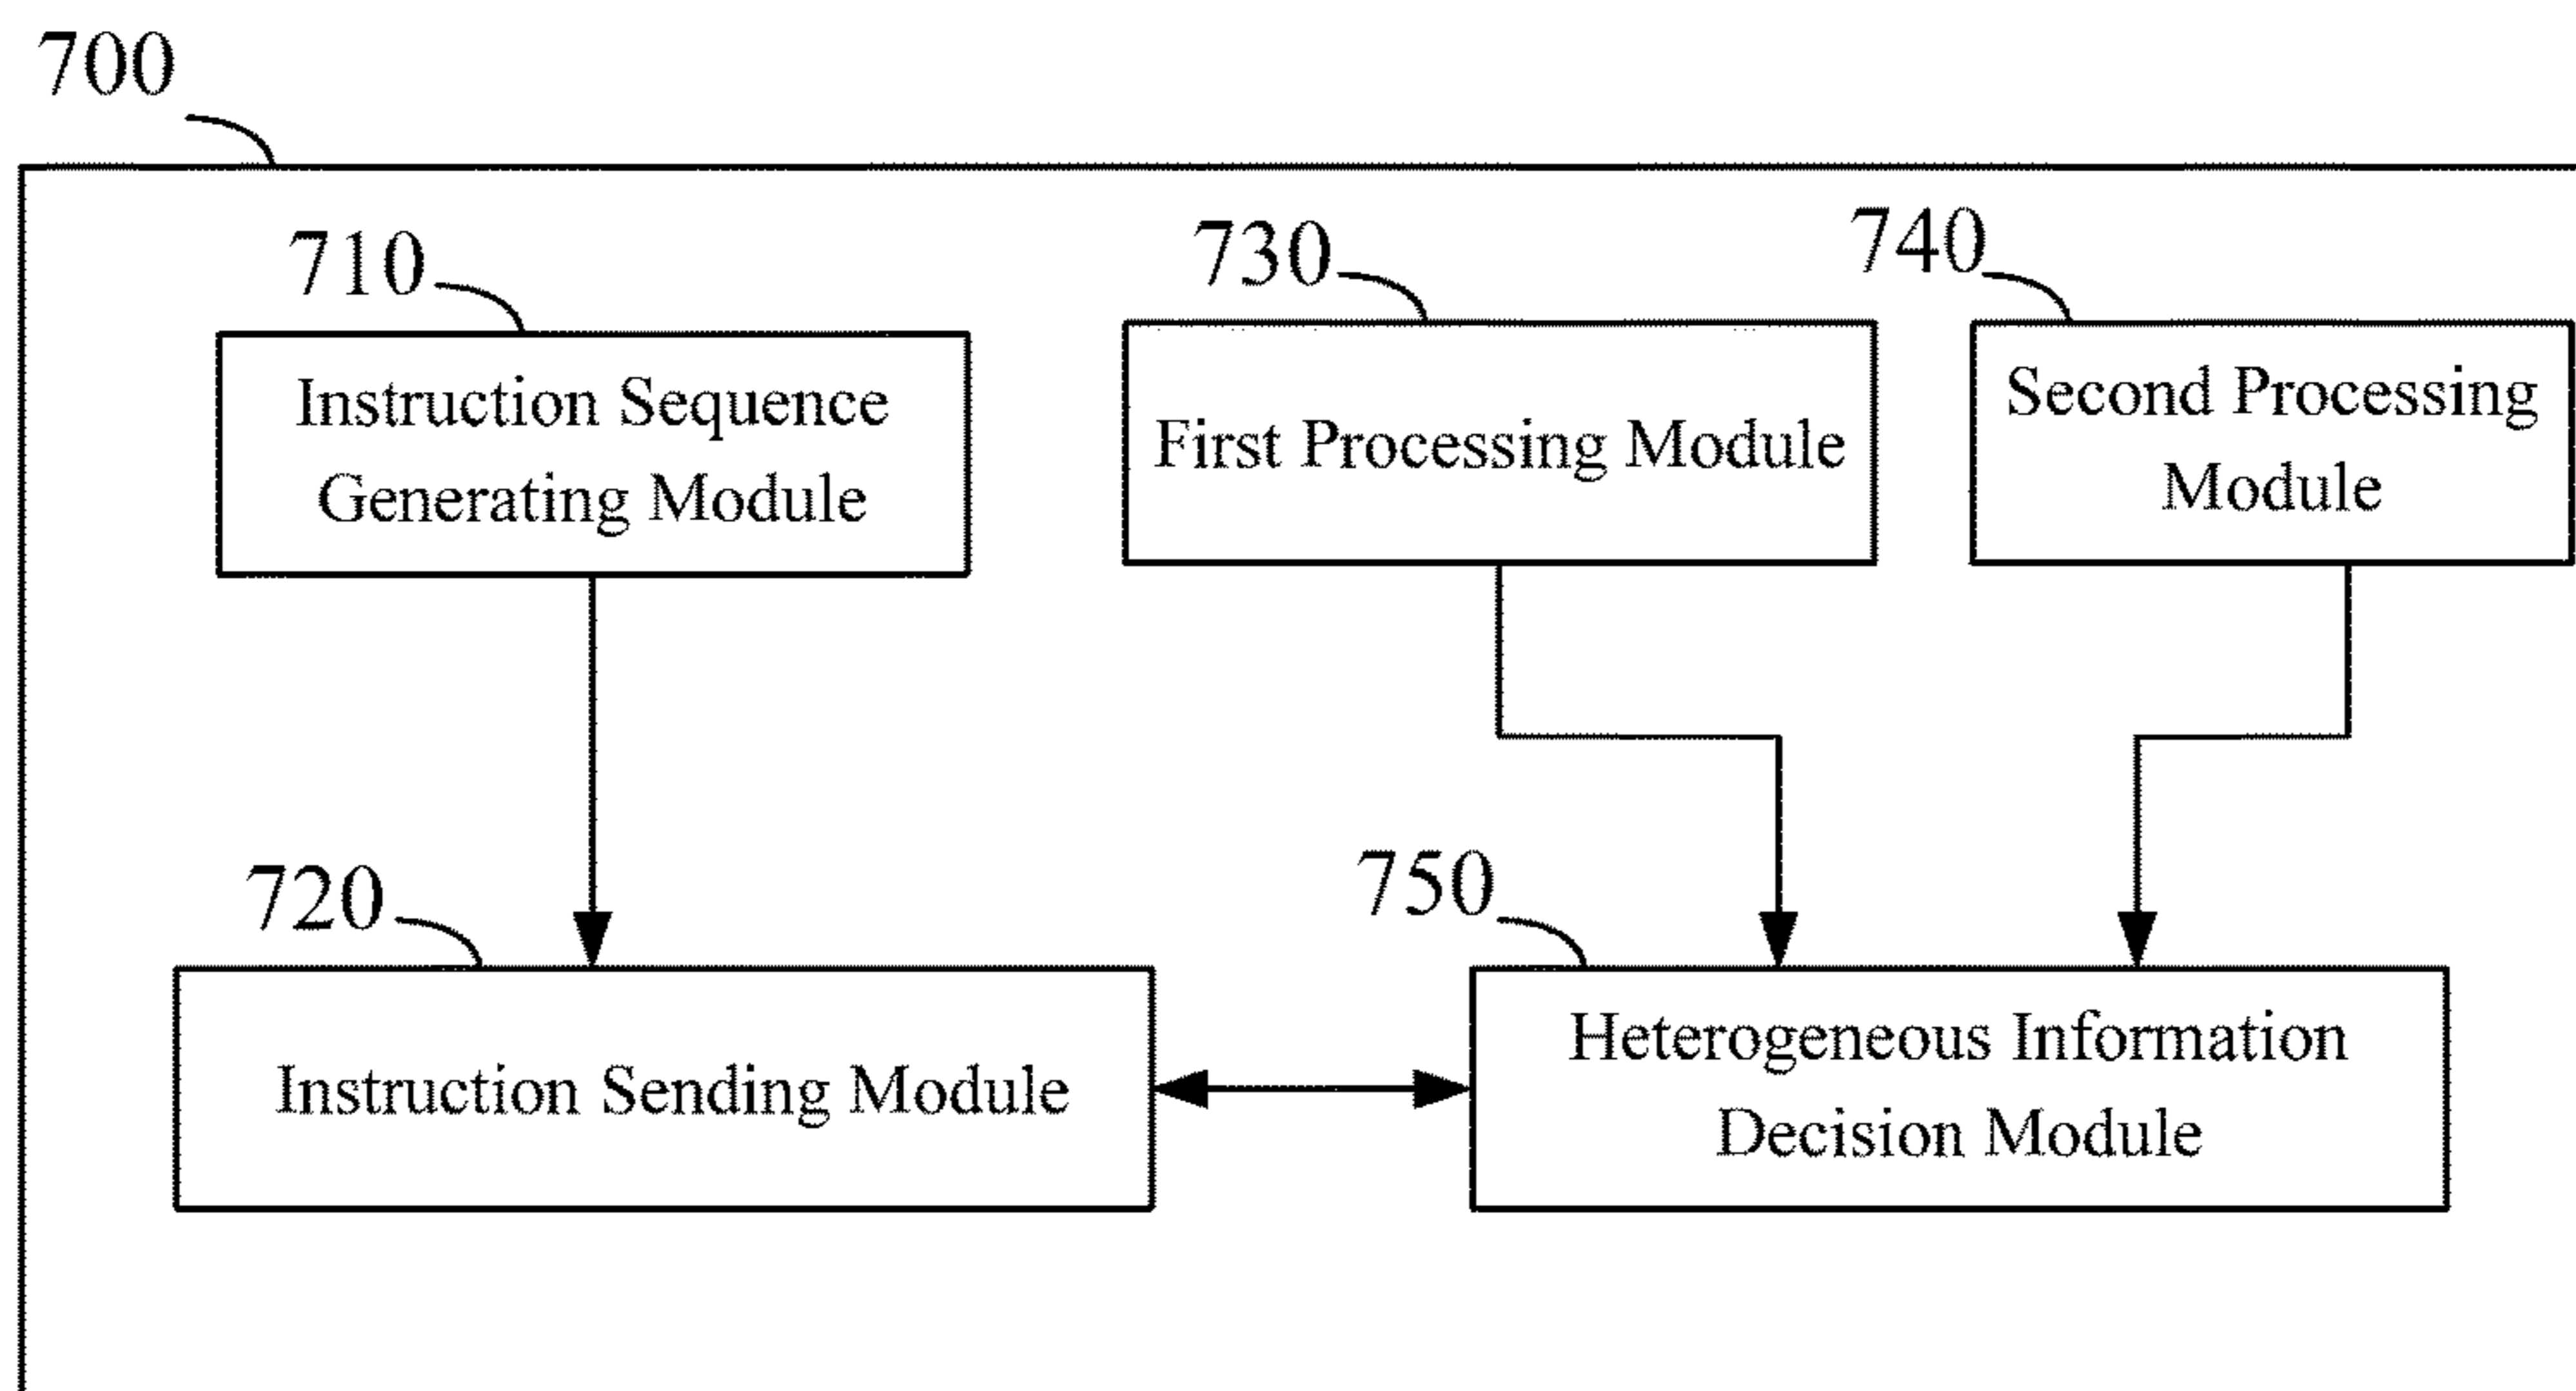 700
710
730
740
Instruction Sequence
Generating Module
First Processing Module
Second Processing
Module
720
750
Instruction Sending Module
Heterogeneous Information
Decision Module